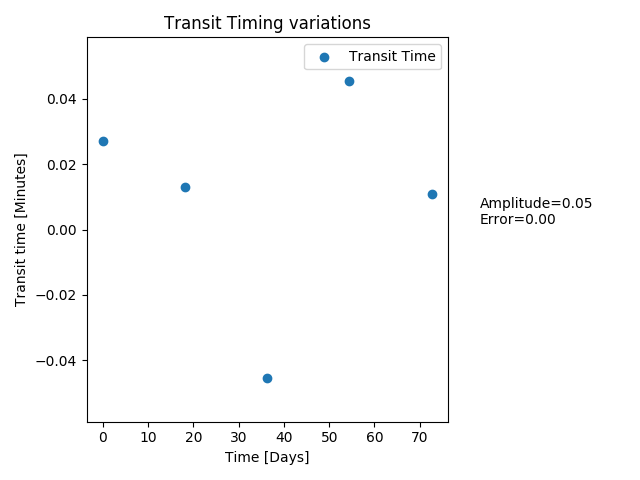 Transit Timing variations
Transit Time
Transit time [Minutes]
0.04
0.02
0.00
−0.02
−0.04
0 10 20 30 40 50 60 70
Time [Days]
Amplitude=0.05
Error=0.00